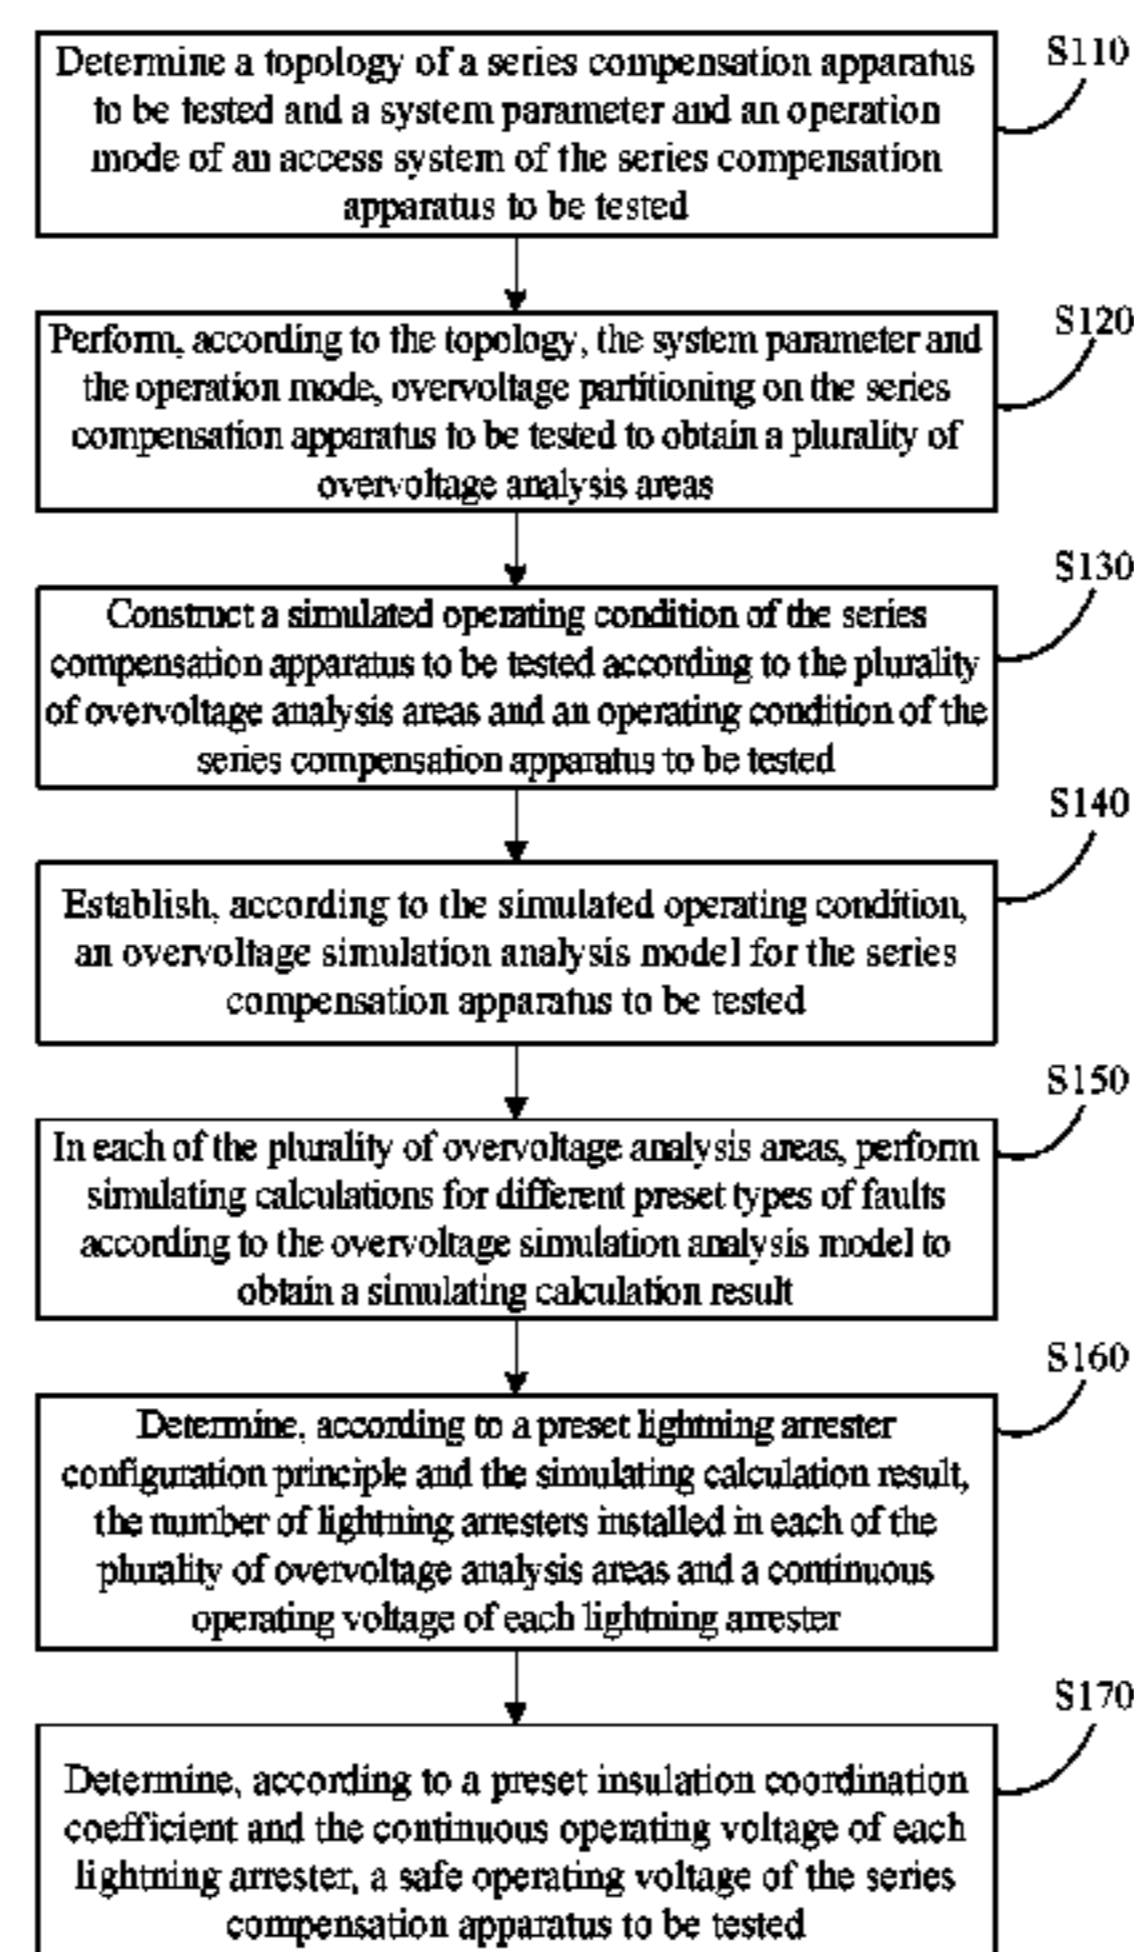 Determine a topology of a series compensation apparatus
to be tested and a system parameter and an operation
mode of an access system of the series compensation
apparatus to be tested
S110
Perform, according to the topology, the system parameter and
the operation mode, overvoltage partitioning on the series
compensation apparatus to be tested to obtain a plurality of
overvoltage analysis areas
S120
Construct a simulated operating condition of the series
compensation apparatus to be tested according to the plurality
of overvoltage analysis areas and an operating condition of the
series compensation apparatus to be tested
S130
Establish, according to the simulated operating condition,
an overvoltage simulation analysis model for the series
compensation apparatus to be tested
S140
In each of the plurality of overvoltage analysis areas, perform
simulating calculations for different preset types of faults
according to the overvoltage simulation analysis model to
obtain a simulating calculation result
S150
Determine, according to a preset lightning arrester
configuration principle and the simulating calculation result,
the number of lightning arresters installed in each of the
plurality of overvoltage analysis areas and a continuous
operating voltage of each lightning arrester
S160
Determine, according to a preset insulation coordination
coefficient and the continuous operating voltage of each
lightning arrester, a safe operating voltage of the series
compensation apparatus to be tested
S170